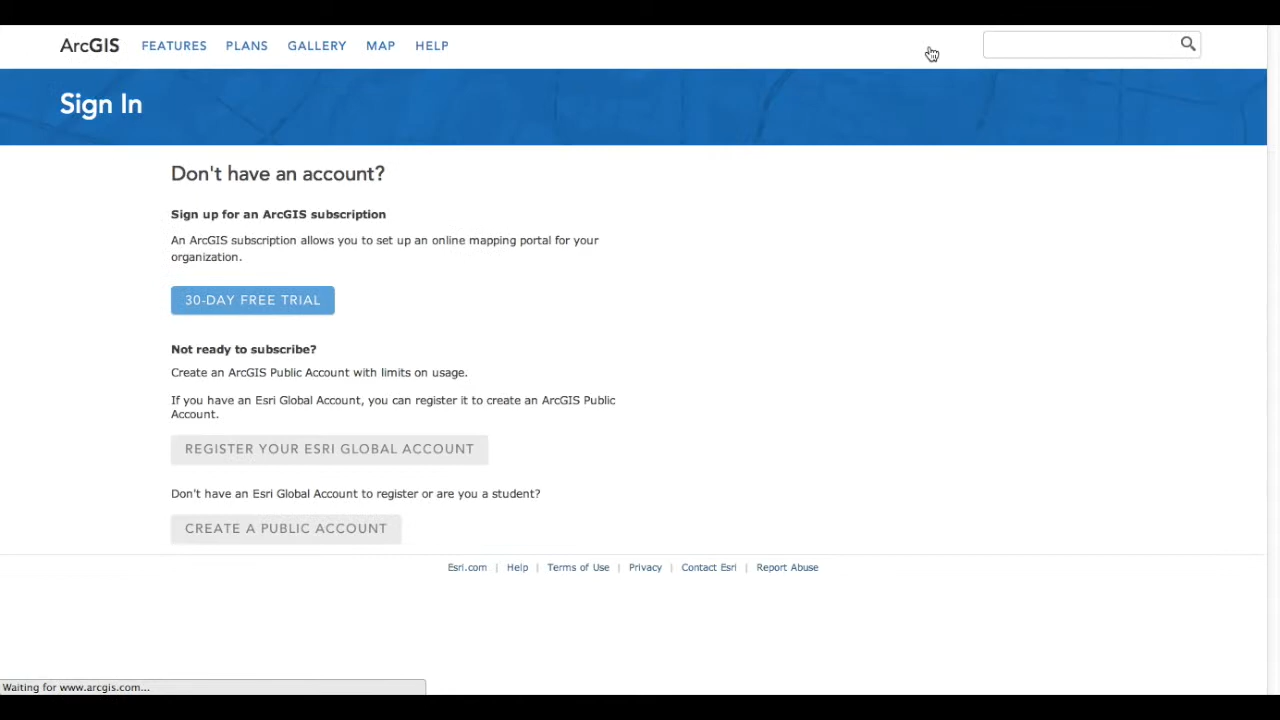 ArcGIS FEATURES PLANS GALLERY MAP HELP
Sign In
Don't have an account?
Sign up for an ArcGIS subscription
An ArcGIS subscription allows you to set up an online mapping portal for your
organization.
30-DAY FREE TRIAL
Not ready to subscribe?
Create an ArcGIS Public Account with limits on usage.
If you have an Esri Global Account, you can register it to create an ArcGIS Public
Account.
REGISTER YOUR ESRI GLOBAL ACCOUNT
Don't have an Esri Global Account to register or are you a student?
CREATE A PUBLIC ACCOUNT
Esri.com | Help | Terms of Use | Privacy | Contact Esri | Report Abuse
Waiting for www.arcgis.com...